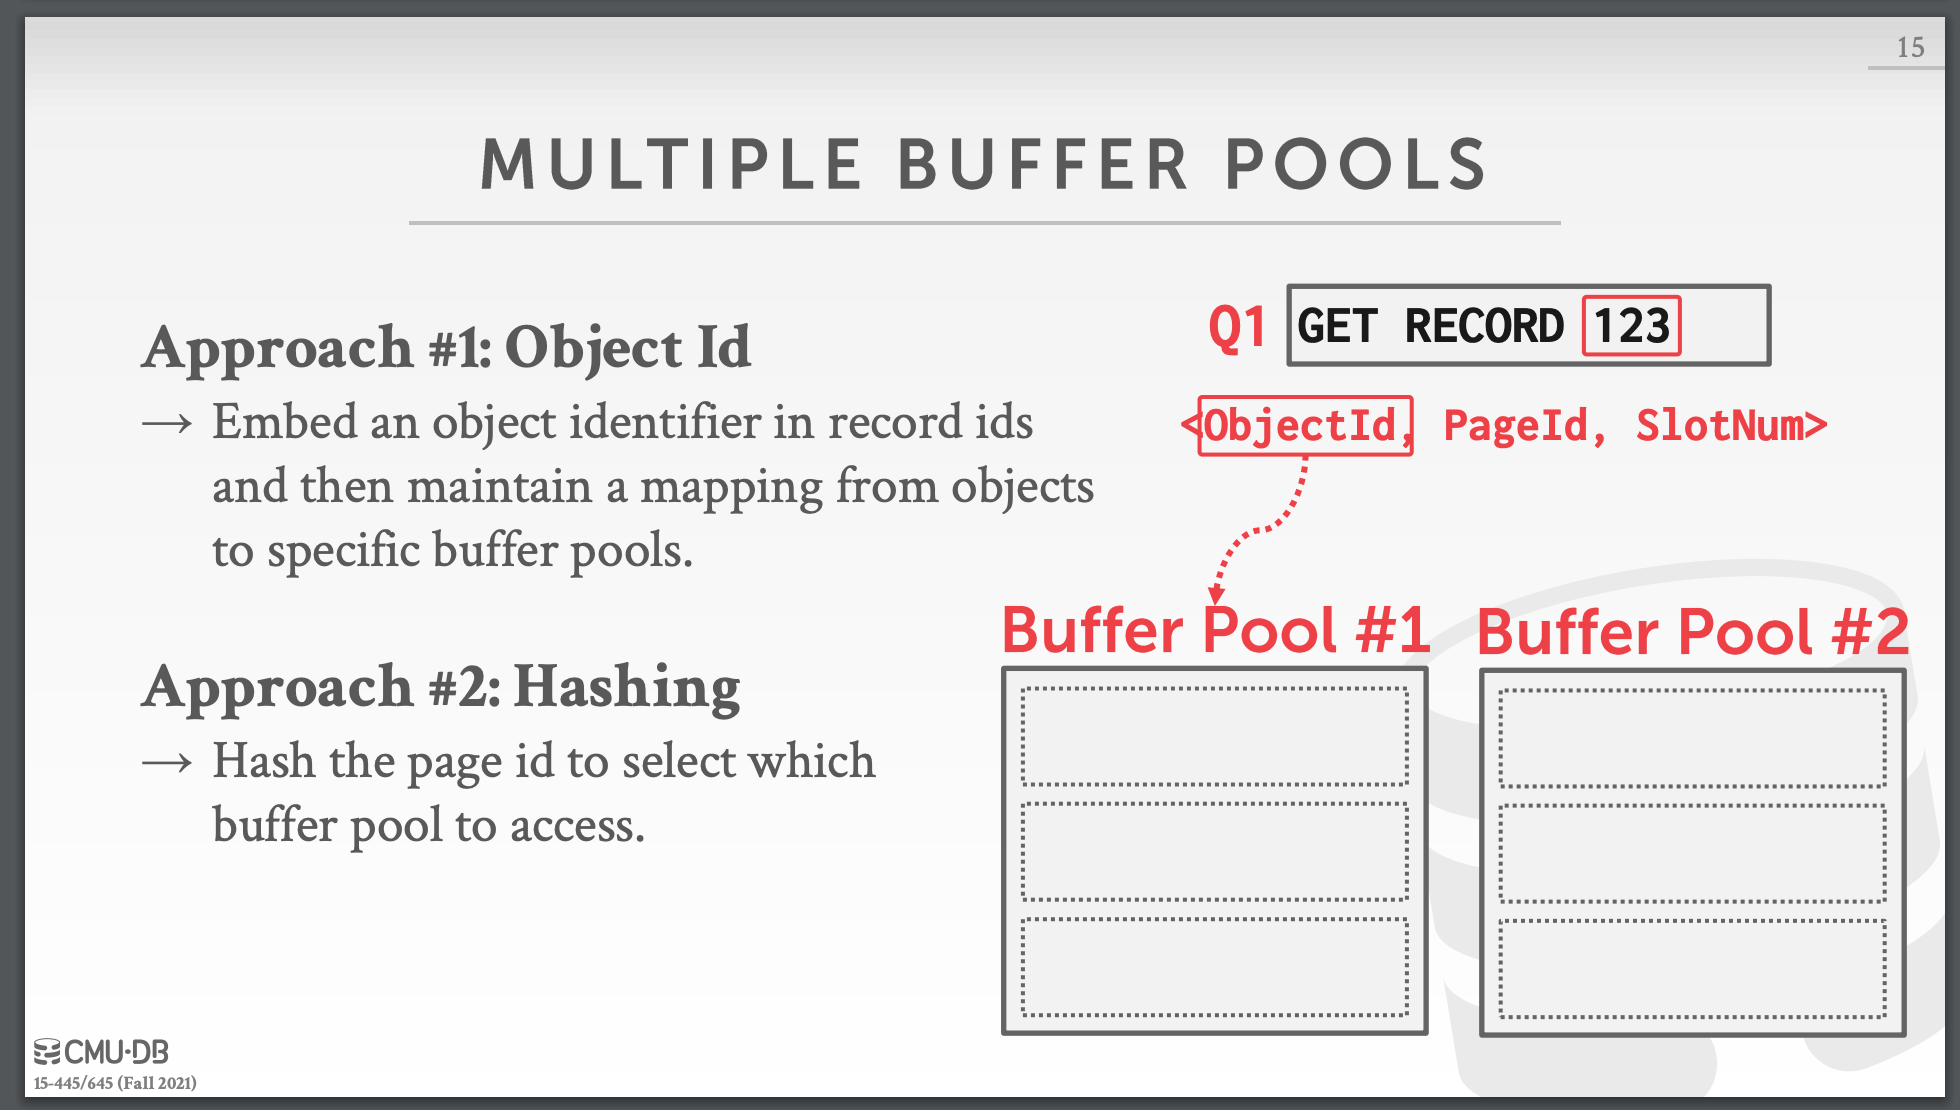 15
MULTIPLE BUFFER POOLS
Approach #1: Object Id
→ Embed an object identifier in record ids
and then maintain a mapping from objects
to specific buffer pools.
Approach #2: Hashing
→ Hash the page id to select which
buffer pool to access.
Q1 GET RECORD 123
<ObjectId, PageId, SlotNum>
Buffer Pool #1
Buffer Pool #2
CMU·DB
15-445/645 (Fall 2021)